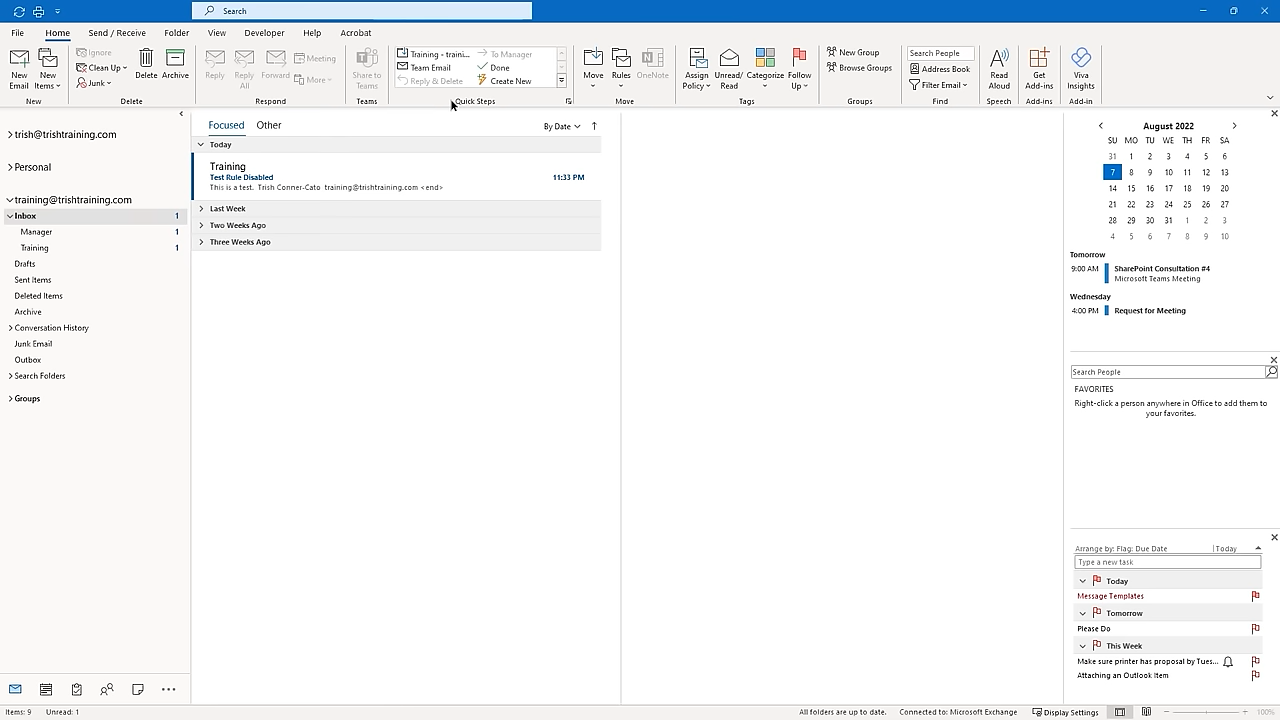 Search
File Home Send / Receive Folder View Developer Help Acrobat
New Email
New Items
Ignore
Clean Up
Junk
Delete
Archive
Reply
Reply All
Forward
Meeting
More
Share to Teams
Training - traini...
Team Email
Reply & Delete
To Manager
Done
Create New
Move
Rules
OneNote
Assign Policy
Unread/ Read
Categorize
Follow Up
New Group
Browse Groups
Search People
Address Book
Filter Email
Read Aloud
Get Add-ins
Viva Insights
New Delete Respond Teams Quick Steps Move Tags Groups Find Speech Add-ins Add-in
trish@trishtraining.com
Personal
training@trishtraining.com
Inbox 1
Manager 1
Training 1
Drafts
Sent Items
Deleted Items
Archive
Conversation History
Junk Email
Outbox
Search Folders
Groups
Focused Other By Date
Today
Training
Test Rule Disabled 11:33 PM
This is a test. Trish Conner-Cato training@trishtraining.com <end>
Last Week
Two Weeks Ago
Three Weeks Ago
August 2022
SU MO TU WE TH FR SA
31 1 2 3 4 5 6
7 8 9 10 11 12 13
14 15 16 17 18 19 20
21 22 23 24 25 26 27
28 29 30 31 1 2 3
4 5 6 7 8 9 10
Tomorrow
9:00 AM SharePoint Consultation #4
Microsoft Teams Meeting
Wednesday
4:00 PM Request for Meeting
Search People
FAVORITES
Right-click a person anywhere in Office to add them to
your favorites.
Arrange by: Flag: Due Date Today
Type a new task
Today
Message Templates
Tomorrow
Please Do
This Week
Make sure printer has proposal by Tues...
Attaching an Outlook Item
Items: 9 Unread: 1 All folders are up to date. Connected to: Microsoft Exchange Display Settings 100%